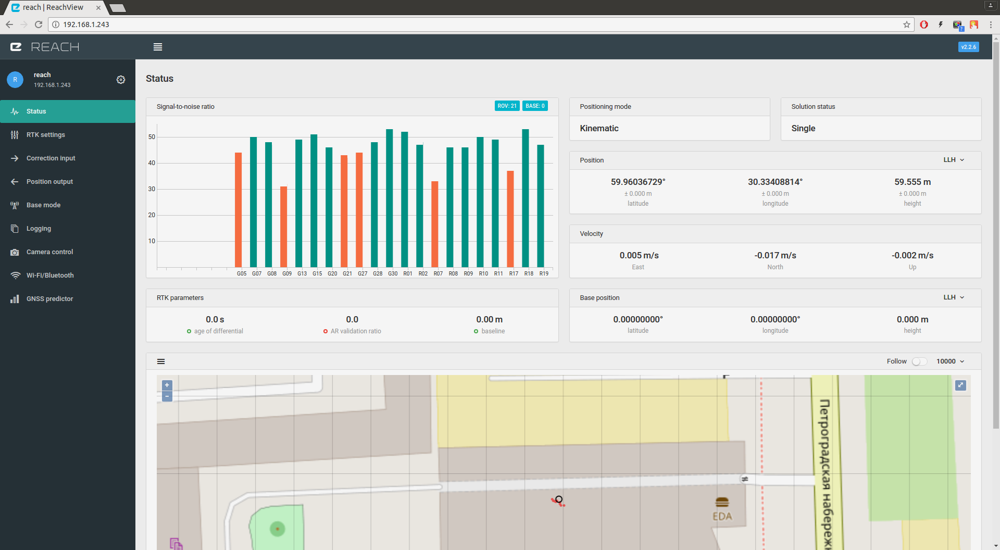 reach | ReachView
192.168.1.243
REACH
v2.2.6
R
reach
192.168.1.243
Status
RTK settings
Correction input
Position output
Base mode
Logging
Camera control
Wi-Fi/Bluetooth
GNSS predictor
Status
Signal-to-noise ratio
ROV: 21
BASE: 0
50
40
30
20
10
G05 G07 G08 G09 G13 G15 G20 G21 G27 G28 G30 R01 R02 R07 R08 R09 R10 R11 R17 R18 R19
Positioning mode
Kinematic
Solution status
Single
Position
LLH
59.96036729° 30.33408814° 59.555 m
± 0.000 m ± 0.000 m ± 0.000 m
latitude longitude height
Velocity
0.005 m/s -0.017 m/s -0.002 m/s
East North Up
RTK parameters
0.0 s 0.0 0.00 m
age of differential AR validation ratio baseline
Base position
LLH
0.00000000° 0.00000000° 0.000 m
latitude longitude height
Follow
10000
+
−
Петроградская набережн
EDA